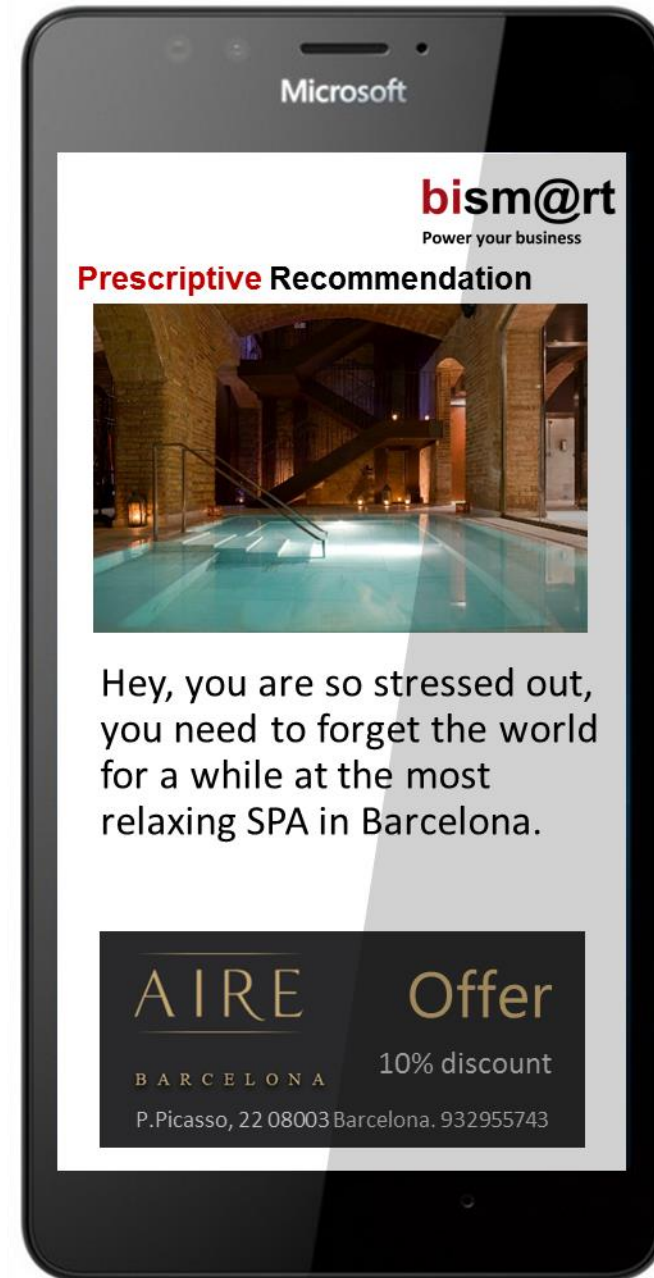 Microsoft
bism@rt
Power your business
Prescriptive Recommendation
Hey, you are so stressed out,
you need to forget the world
for a while at the most
relaxing SPA in Barcelona.
AIRE
BARCELONA
Offer
10% discount
P.Picasso, 22 08003 Barcelona. 932955743